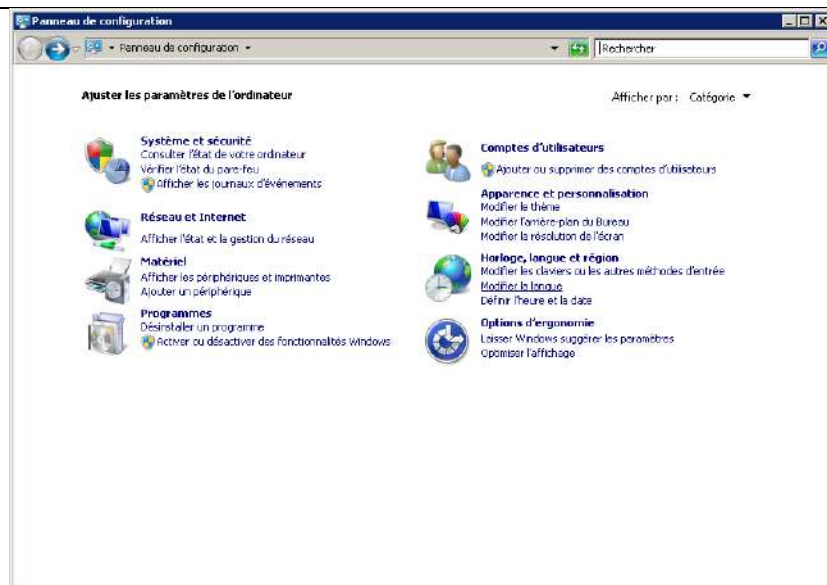 Panneau de configuration
Panneau de configuration
Rechercher
Ajuster les paramètres de l'ordinateur
Afficher par : Catégorie
Système et sécurité
Consulter l'état de votre ordinateur
Vérifier l'état du pare-feu
Afficher les journaux d'événements
Réseau et Internet
Afficher l'état et la gestion du réseau
Matériel
Afficher les périphériques et imprimantes
Ajouter un périphérique
Programmes
Désinstaller un programme
Activer ou désactiver des fonctionnalités Windows
Comptes d'utilisateurs
Ajouter ou supprimer des comptes d'utilisateurs
Apparence et personnalisation
Modifier le thème
Modifier l'arrière-plan du Bureau
Modifier la résolution de l'écran
Horloge, langue et région
Modifier les claviers ou les autres méthodes d'entrée
Modifier la langue
Définir l'heure et la date
Options d'ergonomie
Laisser Windows suggérer les paramètres
Optimiser l'affichage